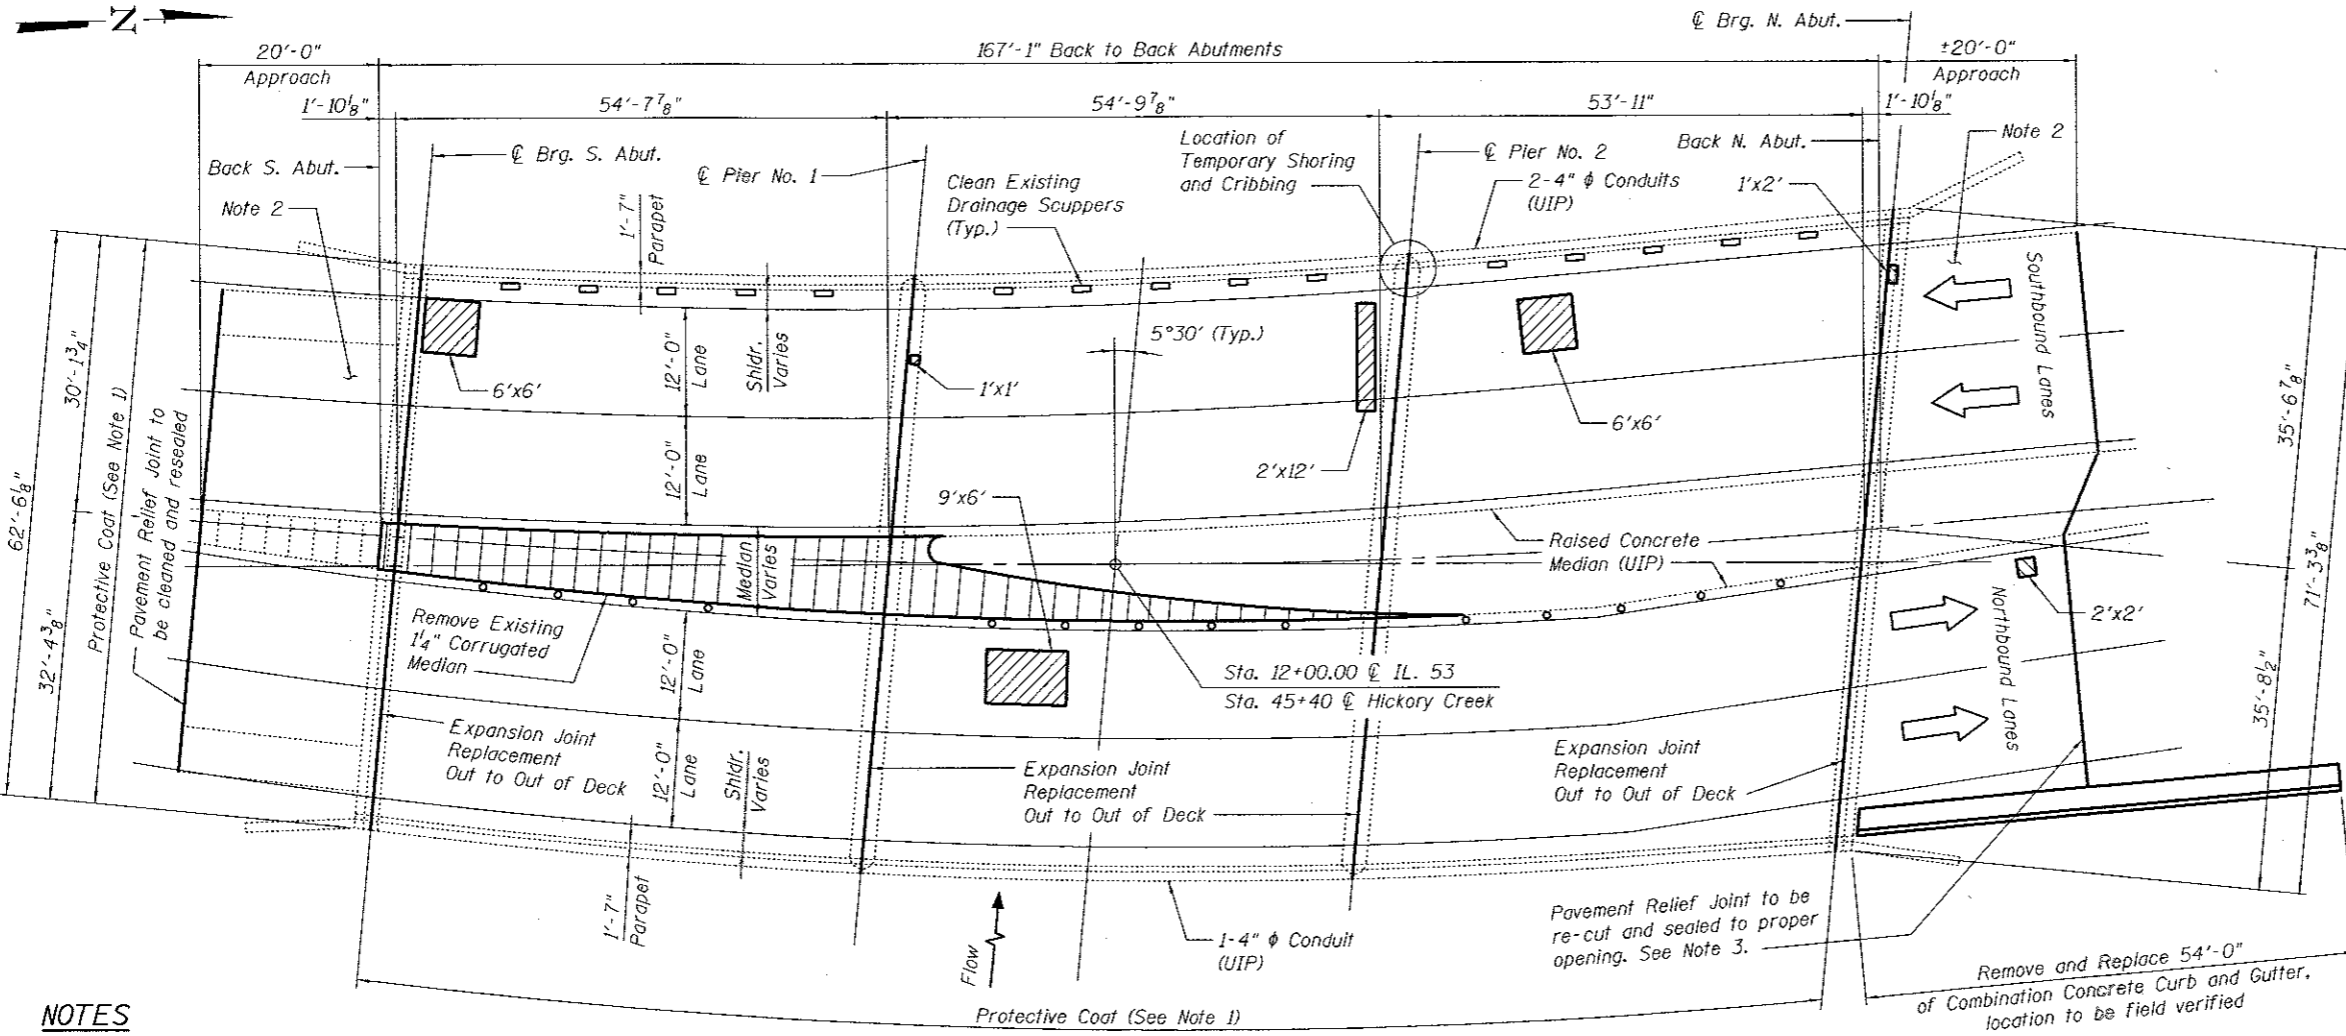 Z
℄ Brg. N. Abut.
20'-0"
Approach
167'-1" Back to Back Abutments
±20'-0"
Approach
1'-10⅛"
54'-7⅞"
54'-9⅞"
53'-11"
1'-10⅛"
Back S. Abut.
℄ Brg. S. Abut.
℄ Pier No. 1
Location of
Temporary Shoring
and Cribbing
℄ Pier No. 2
Back N. Abut.
Note 2
Note 2
1'-7"
Parapet
Clean Existing
Drainage Scuppers
(Typ.)
2-4" ϕ Conduits
(UIP)
1'x2'
62'-6⅛"
30'-1¾"
32'-4⅜"
Protective Coat (See Note 1)
Pavement Relief Joint to
be cleaned and resealed
6'x6'
12'-0"
Lane
Shldr.
Varies
1'x1'
5°30' (Typ.)
2'x12'
6'x6'
Southbound Lanes
35'-6⅞"
71'-3⅜"
12'-0"
Lane
9'x6'
Median
Varies
Raised Concrete
Median (UIP)
Remove Existing
1¼" Corrugated
Median
12'-0"
Lane
Sta. 12+00.00 ℄ IL. 53
Sta. 45+40 ℄ Hickory Creek
2'x2'
Northbound Lanes
35'-8½"
Expansion Joint
Replacement
Out to Out of Deck
12'-0"
Lane
Shldr.
Varies
Expansion Joint
Replacement
Out to Out of Deck
Expansion Joint
Replacement
Out to Out of Deck
1'-7"
Parapet
Flow
1-4" ϕ Conduit
(UIP)
Pavement Relief Joint to be
re-cut and sealed to proper
opening. See Note 3.
Remove and Replace 54'-0"
of Combination Concrete Curb and Gutter,
location to be field verified
Protective Coat (See Note 1)
NOTES